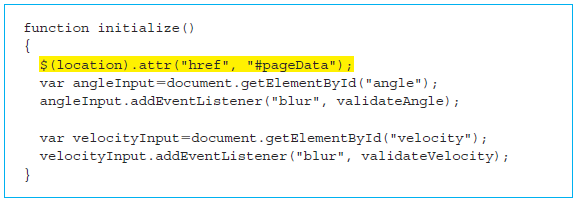 function initialize()
{
$(location).attr("href", "#pageData");
var angleInput=document.getElementById("angle");
angleInput.addEventListener("blur", validateAngle);
var velocityInput=document.getElementById("velocity");
velocityInput.addEventListener("blur", validateVelocity);
}